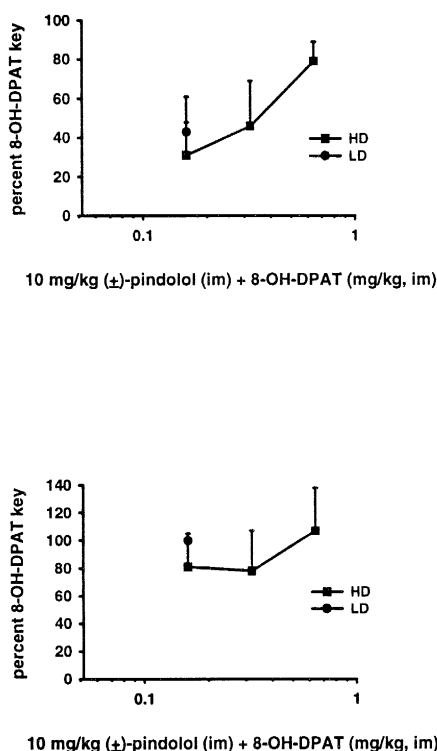 percent 8-OH-DPAT key
100
80
60
40
20
0
HD
LD
0.1
1
10 mg/kg (±)-pindolol (im) + 8-OH-DPAT (mg/kg, im)
percent 8-OH-DPAT key
140
120
100
80
60
40
20
0
HD
LD
0.1
1
10 mg/kg (±)-pindolol (im) + 8-OH-DPAT (mg/kg, im)